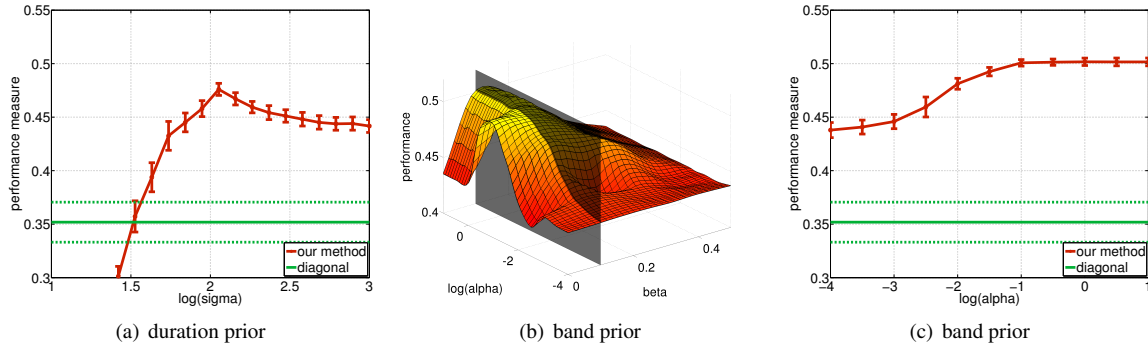 0.55
0.5
0.45
0.4
0.35
0.3
performance measure
1 1.5 2 2.5 3
log(sigma)
our method
diagonal
(a) duration prior
0.5
0.45
0.4
performance
0
-2
-4
log(alpha)
0
0.2
0.4
beta
(b) band prior
0.55
0.5
0.45
0.4
0.35
0.3
performance measure
−4 −3 −2 −1 0 1
log(alpha)
our method
diagonal
(c) band prior